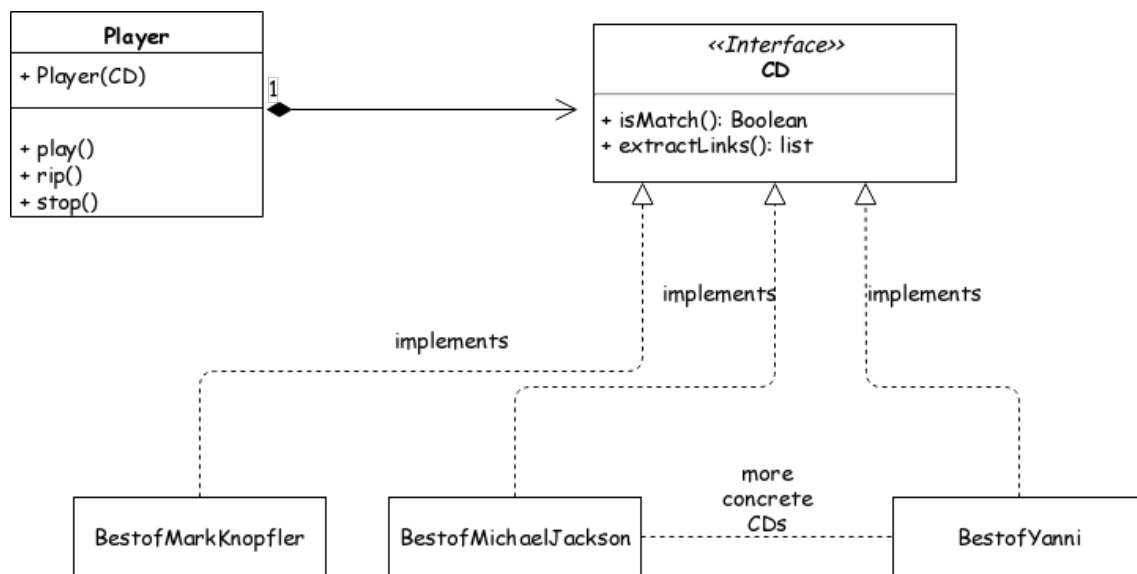 Player
+ Player(CD)
+ play()
+ rip()
+ stop()
1
<<Interface>>
CD
+ isMatch(): Boolean
+ extractLinks(): list
implements
implements
implements
more
concrete
CDs
BestofMarkKnopfler
BestofMichaelJackson
BestofYanni